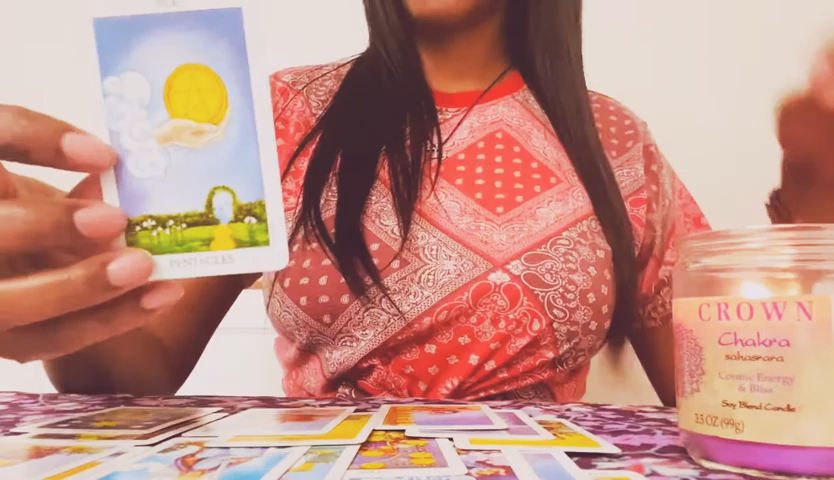 PENTACLES
CROWN
Chakra
sahasrara
Cosmic Energy
& Bliss
Soy Blend Candle
3.5 OZ (99g)